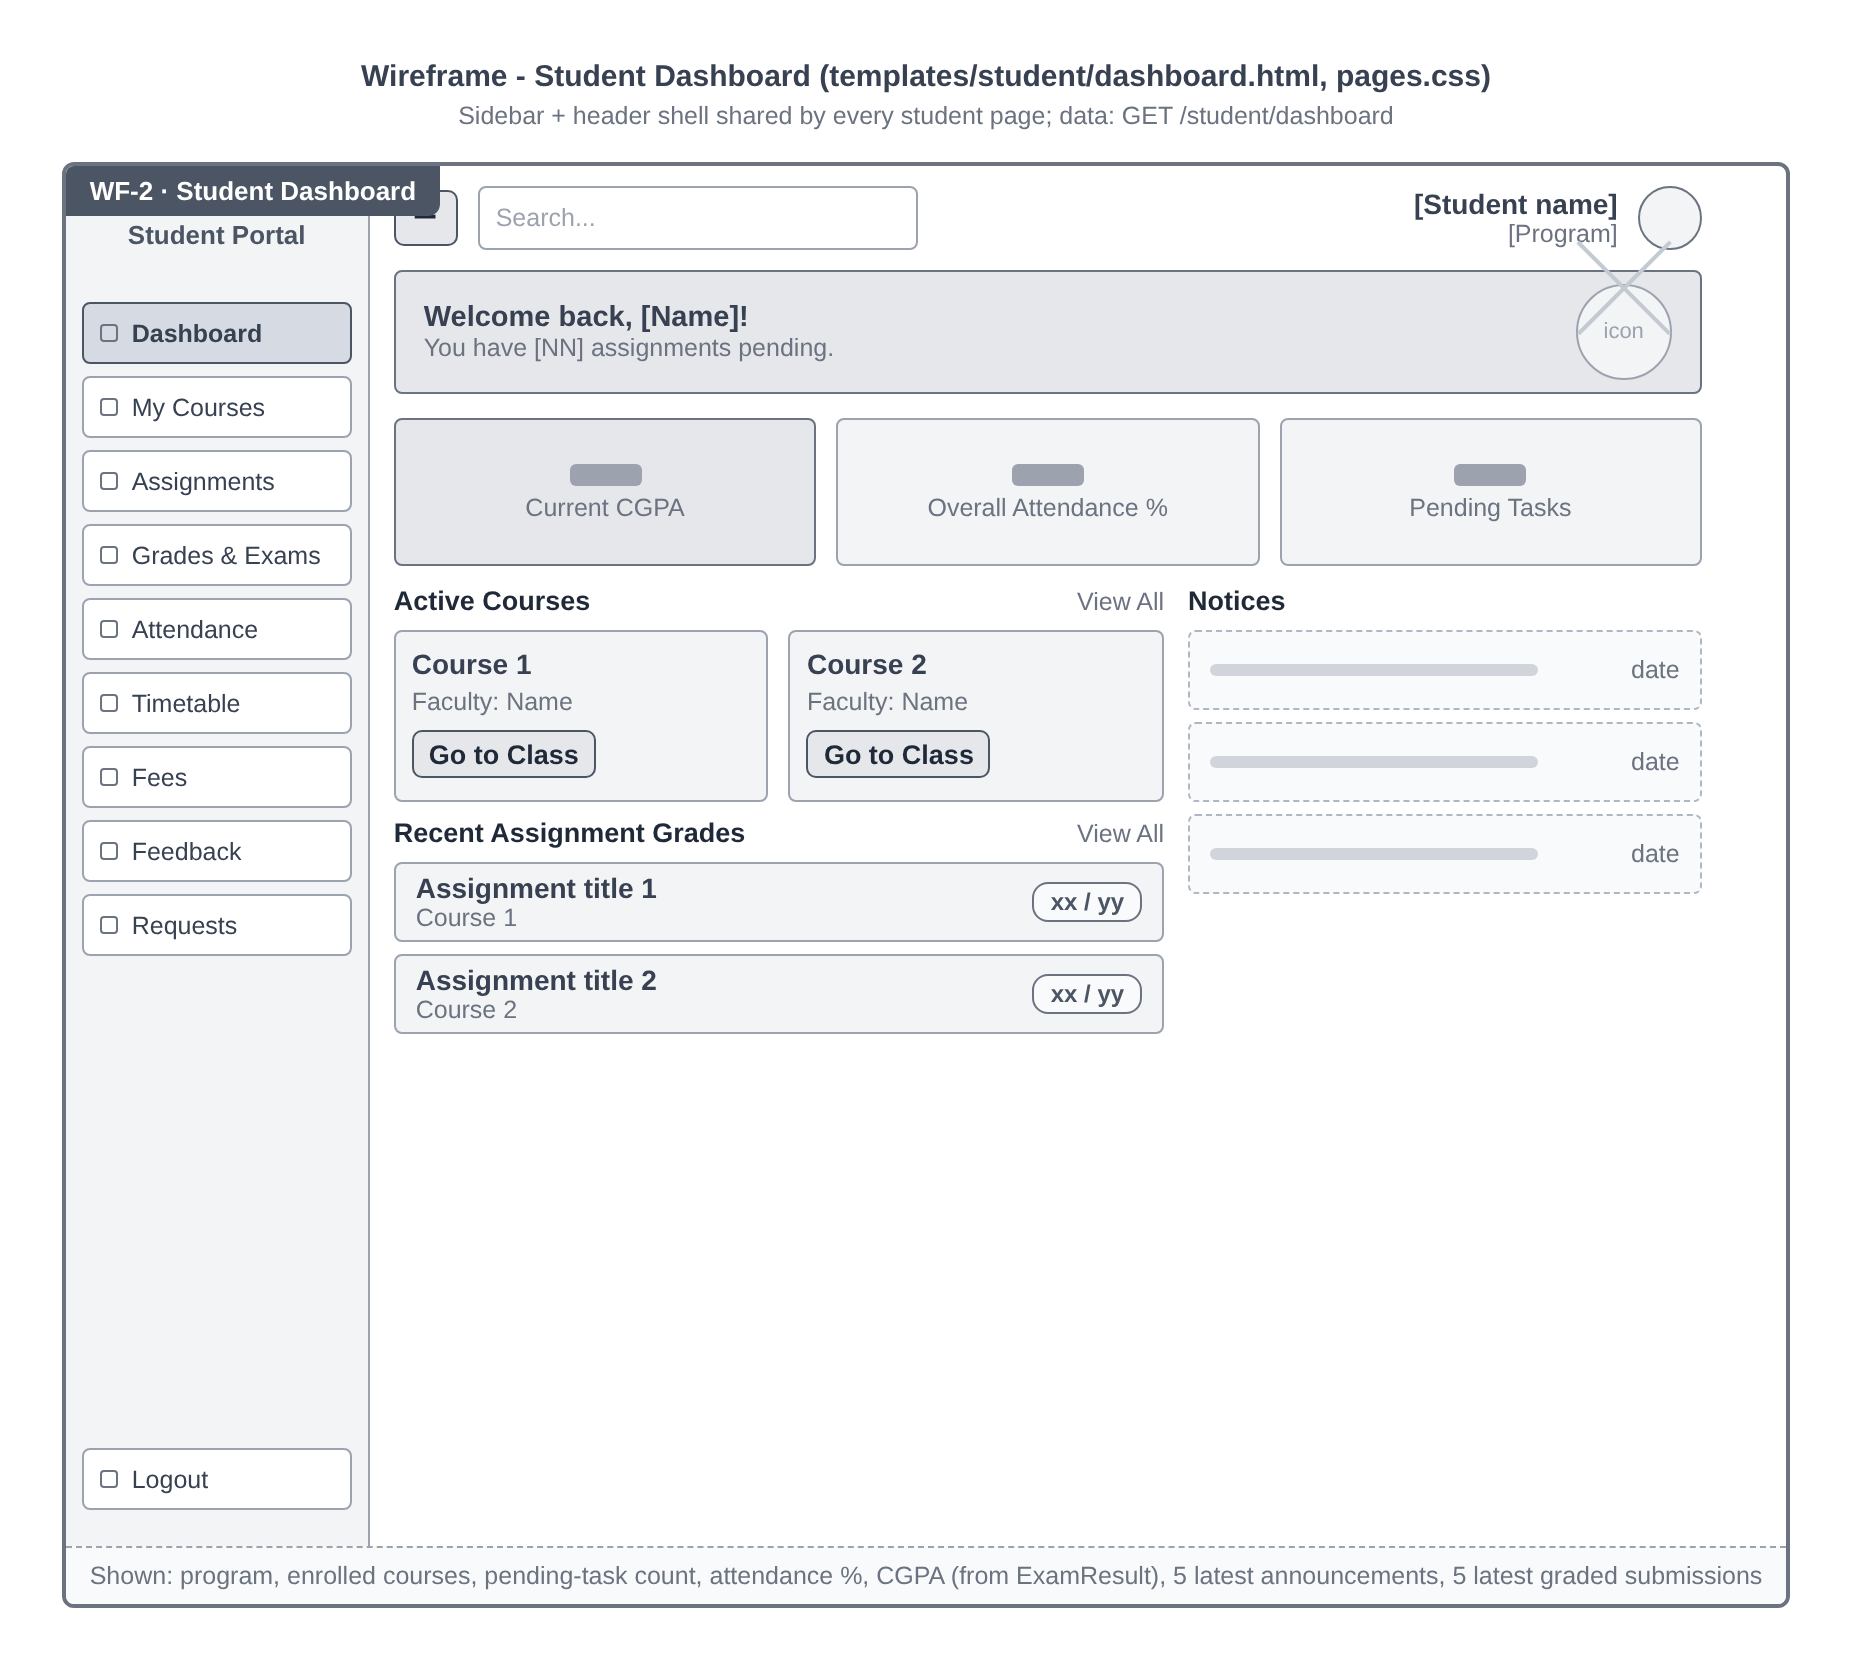 Wireframe - Student Dashboard (templates/student/dashboard.html, pages.css)
Sidebar + header shell shared by every student page; data: GET /student/dashboard
WF-2 · Student Dashboard
Student Portal
Dashboard
My Courses
Assignments
Grades & Exams
Attendance
Timetable
Fees
Feedback
Requests
Logout
Search...
[Student name]
[Program]
Welcome back, [Name]!
You have [NN] assignments pending.
icon
Current CGPA
Overall Attendance %
Pending Tasks
Active Courses
View All
Course 1
Faculty: Name
Go to Class
Course 2
Faculty: Name
Go to Class
Recent Assignment Grades
View All
Assignment title 1
Course 1
xx / yy
Assignment title 2
Course 2
xx / yy
Notices
date
date
date
Shown: program, enrolled courses, pending-task count, attendance %, CGPA (from ExamResult), 5 latest announcements, 5 latest graded submissions